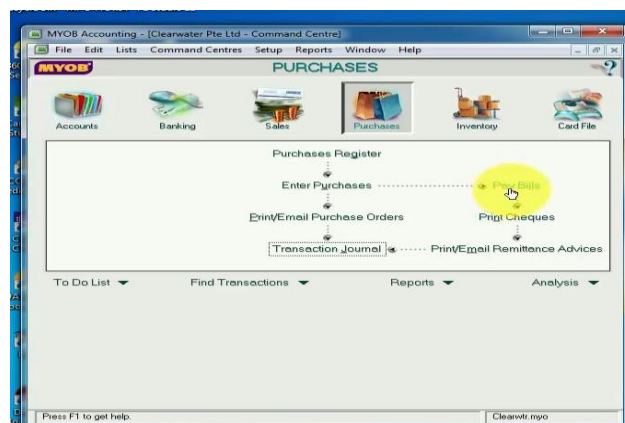 MYOB Accounting - [Clearwater Pte Ltd - Command Centre]
File Edit Lists Command Centres Setup Reports Window Help
MYOB PURCHASES
Accounts Banking Sales Purchases Inventory Card File
Purchases Register
Enter Purchases Pay Bills
Print/Email Purchase Orders Print Cheques
Transaction Journal Print/Email Remittance Advices
To Do List Find Transactions Reports Analysis
Press F1 to get help. Clearwtr.myo